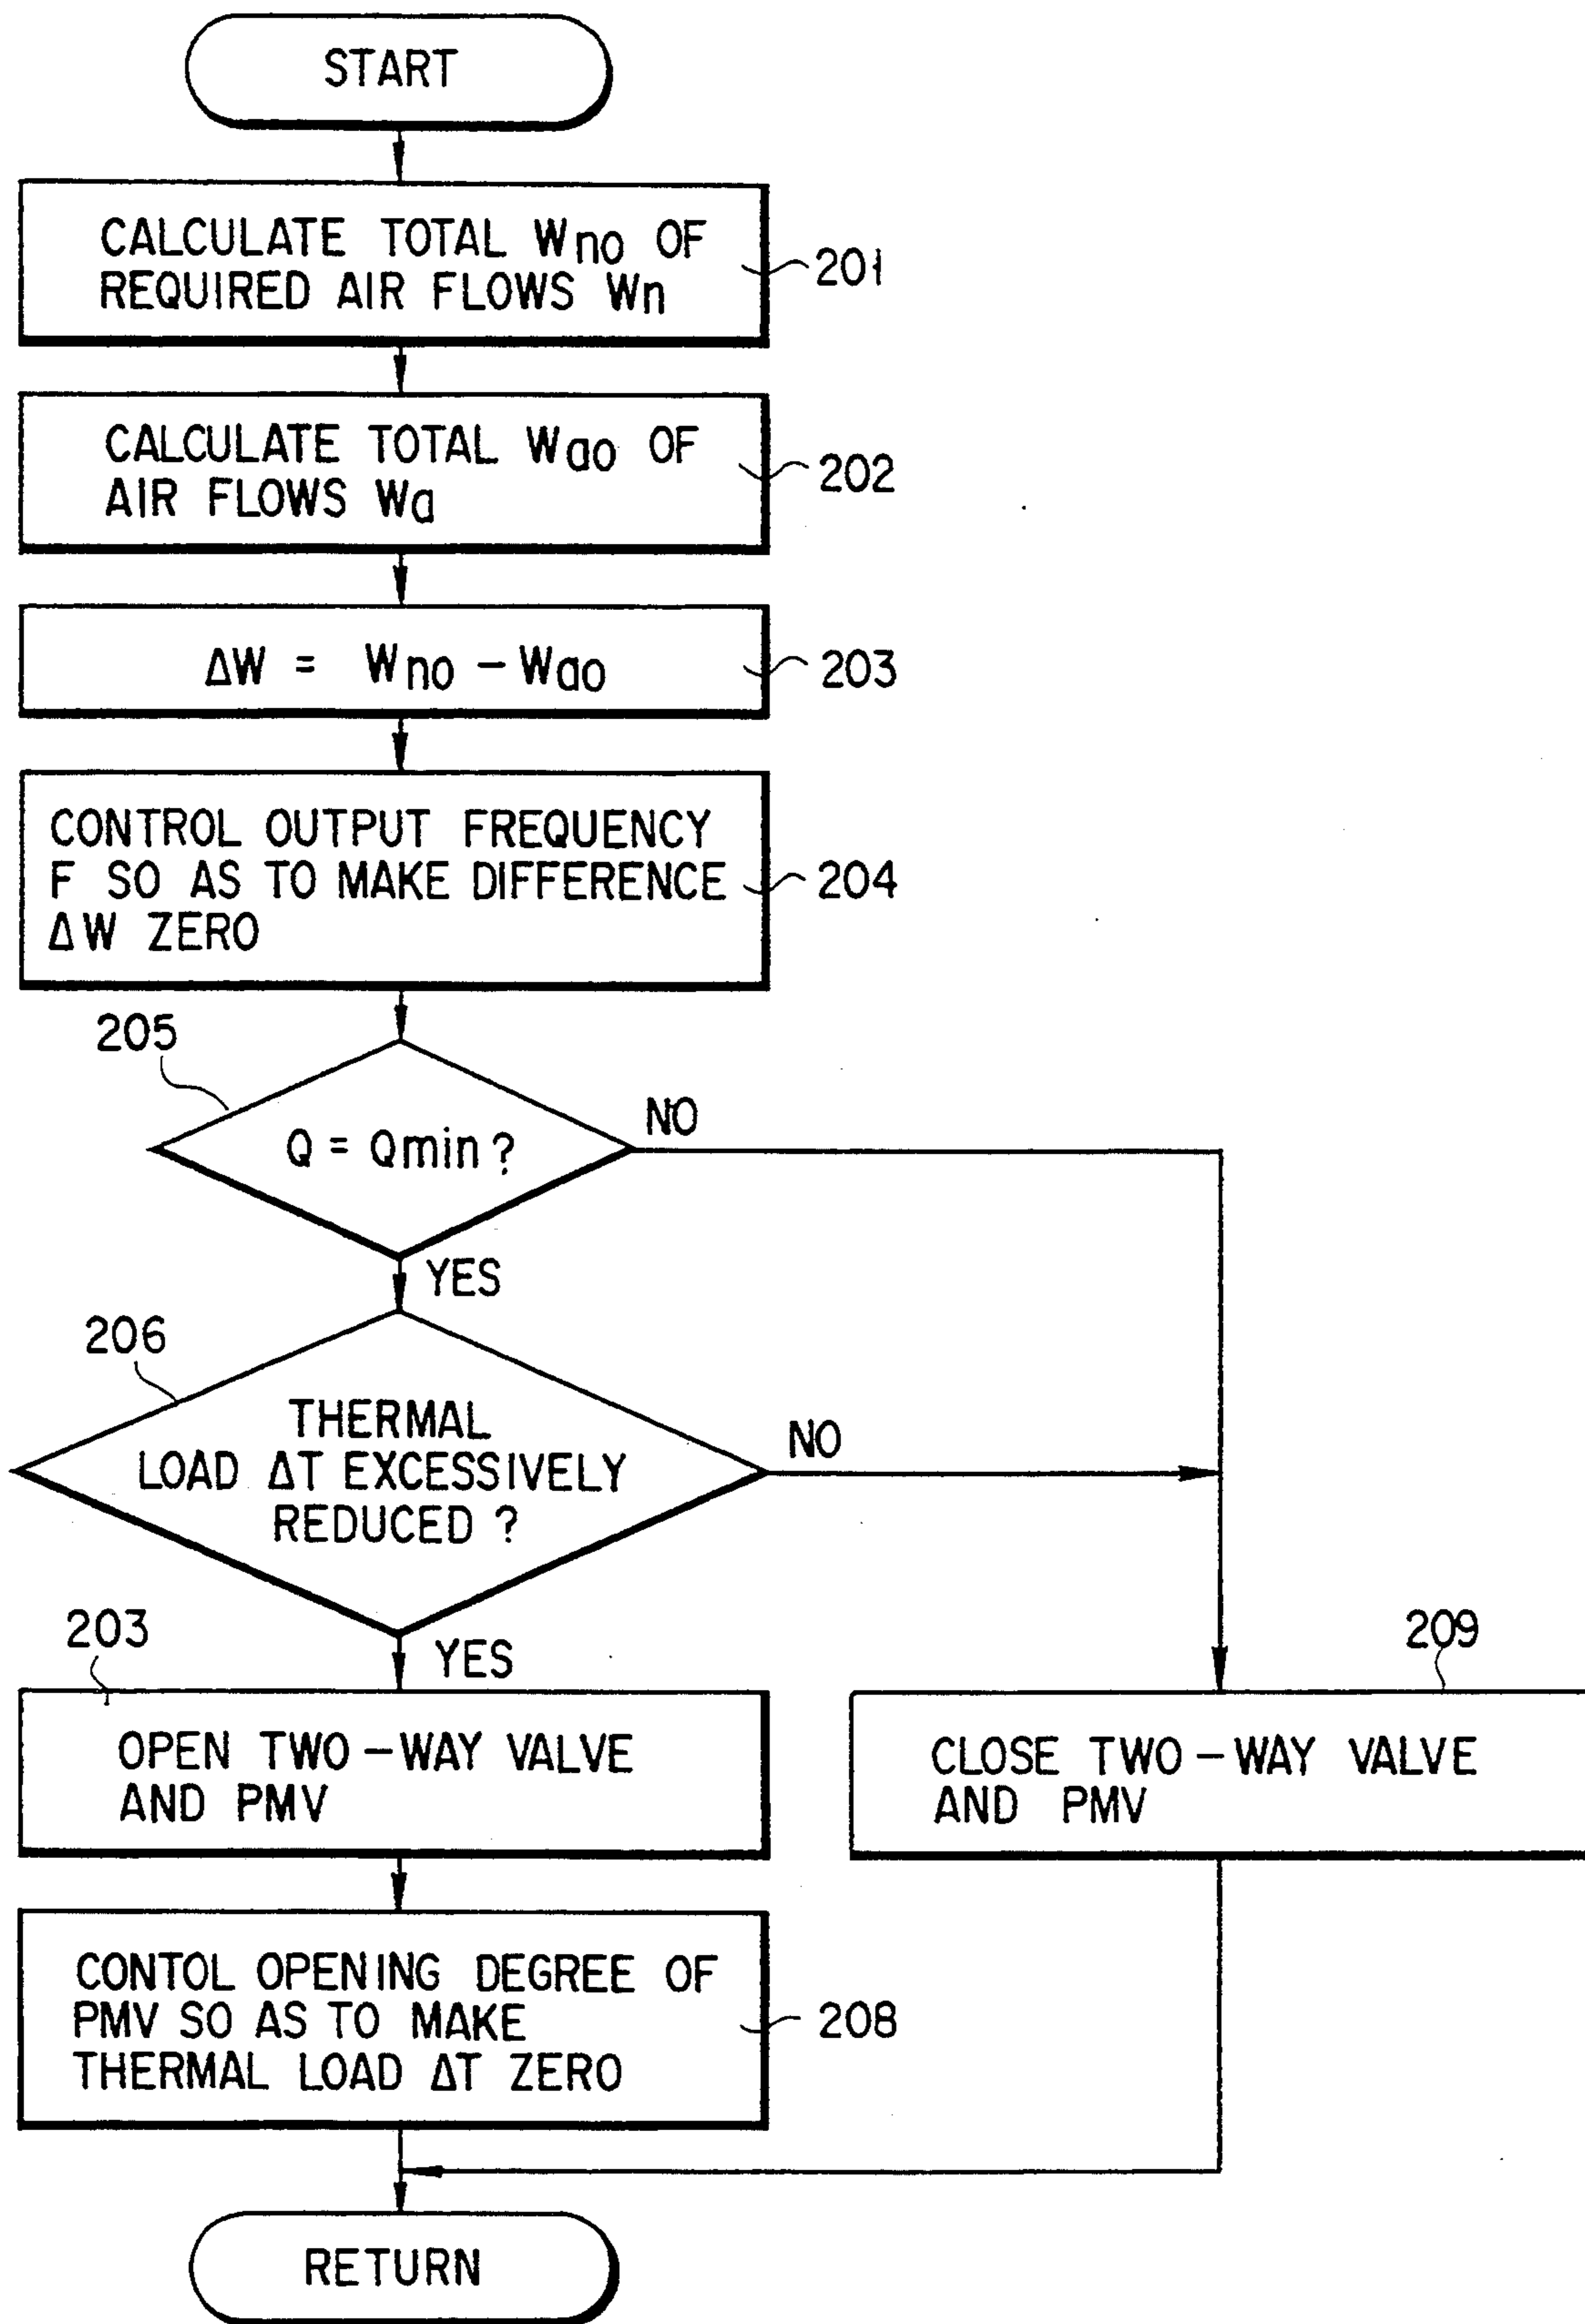 START
CALCULATE TOTAL Wno OF
REQUIRED AIR FLOWS Wn
201
CALCULATE TOTAL Wao OF
AIR FLOWS Wa
202
ΔW = Wno - Wao
203
CONTROL OUTPUT FREQUENCY
F SO AS TO MAKE DIFFERENCE
ΔW ZERO
204
205
Q = Qmin?
NO
YES
206
THERMAL
LOAD ΔT EXCESSIVELY
REDUCED ?
NO
YES
203
OPEN TWO-WAY VALVE
AND PMV
209
CLOSE TWO-WAY VALVE
AND PMV
CONTOL OPENING DEGREE OF
PMV SO AS TO MAKE
THERMAL LOAD ΔT ZERO
208
RETURN